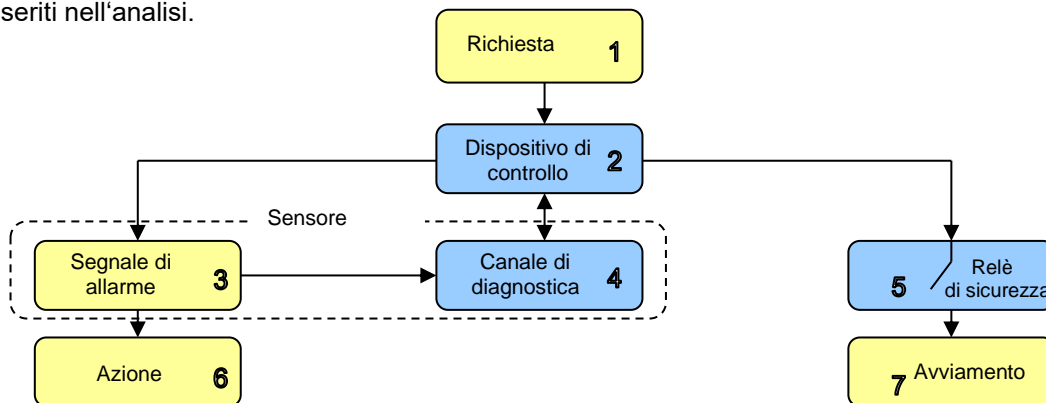 seriti nell‘analisi.
Richiesta 1
Dispositivo di
controllo 2
Sensore
Segnale di
allarme 3
Canale di
diagnostica 4
5 Relè
di sicurezza
Azione 6
7 Avviamento